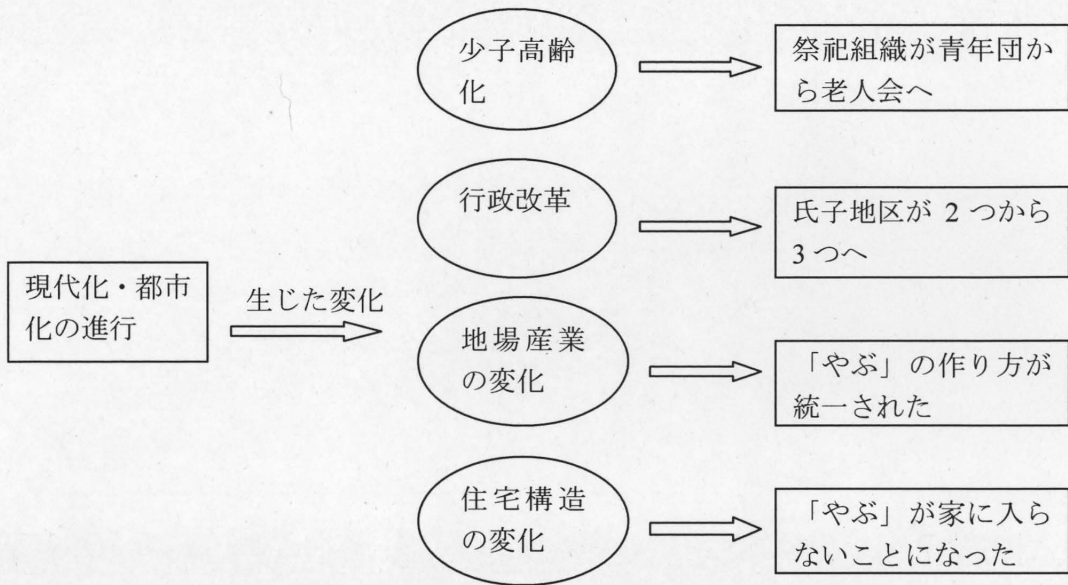 現代化・都市
化の進行
生じた変化
少子高齢
化
祭祀組織が青年団か
ら老人会へ
行政改革
氏子地区が 2 つから
3 つへ
地場産業
の変化
「やぶ」の作り方が
統一された
住宅構造
の変化
「やぶ」が家に入ら
ないことになった